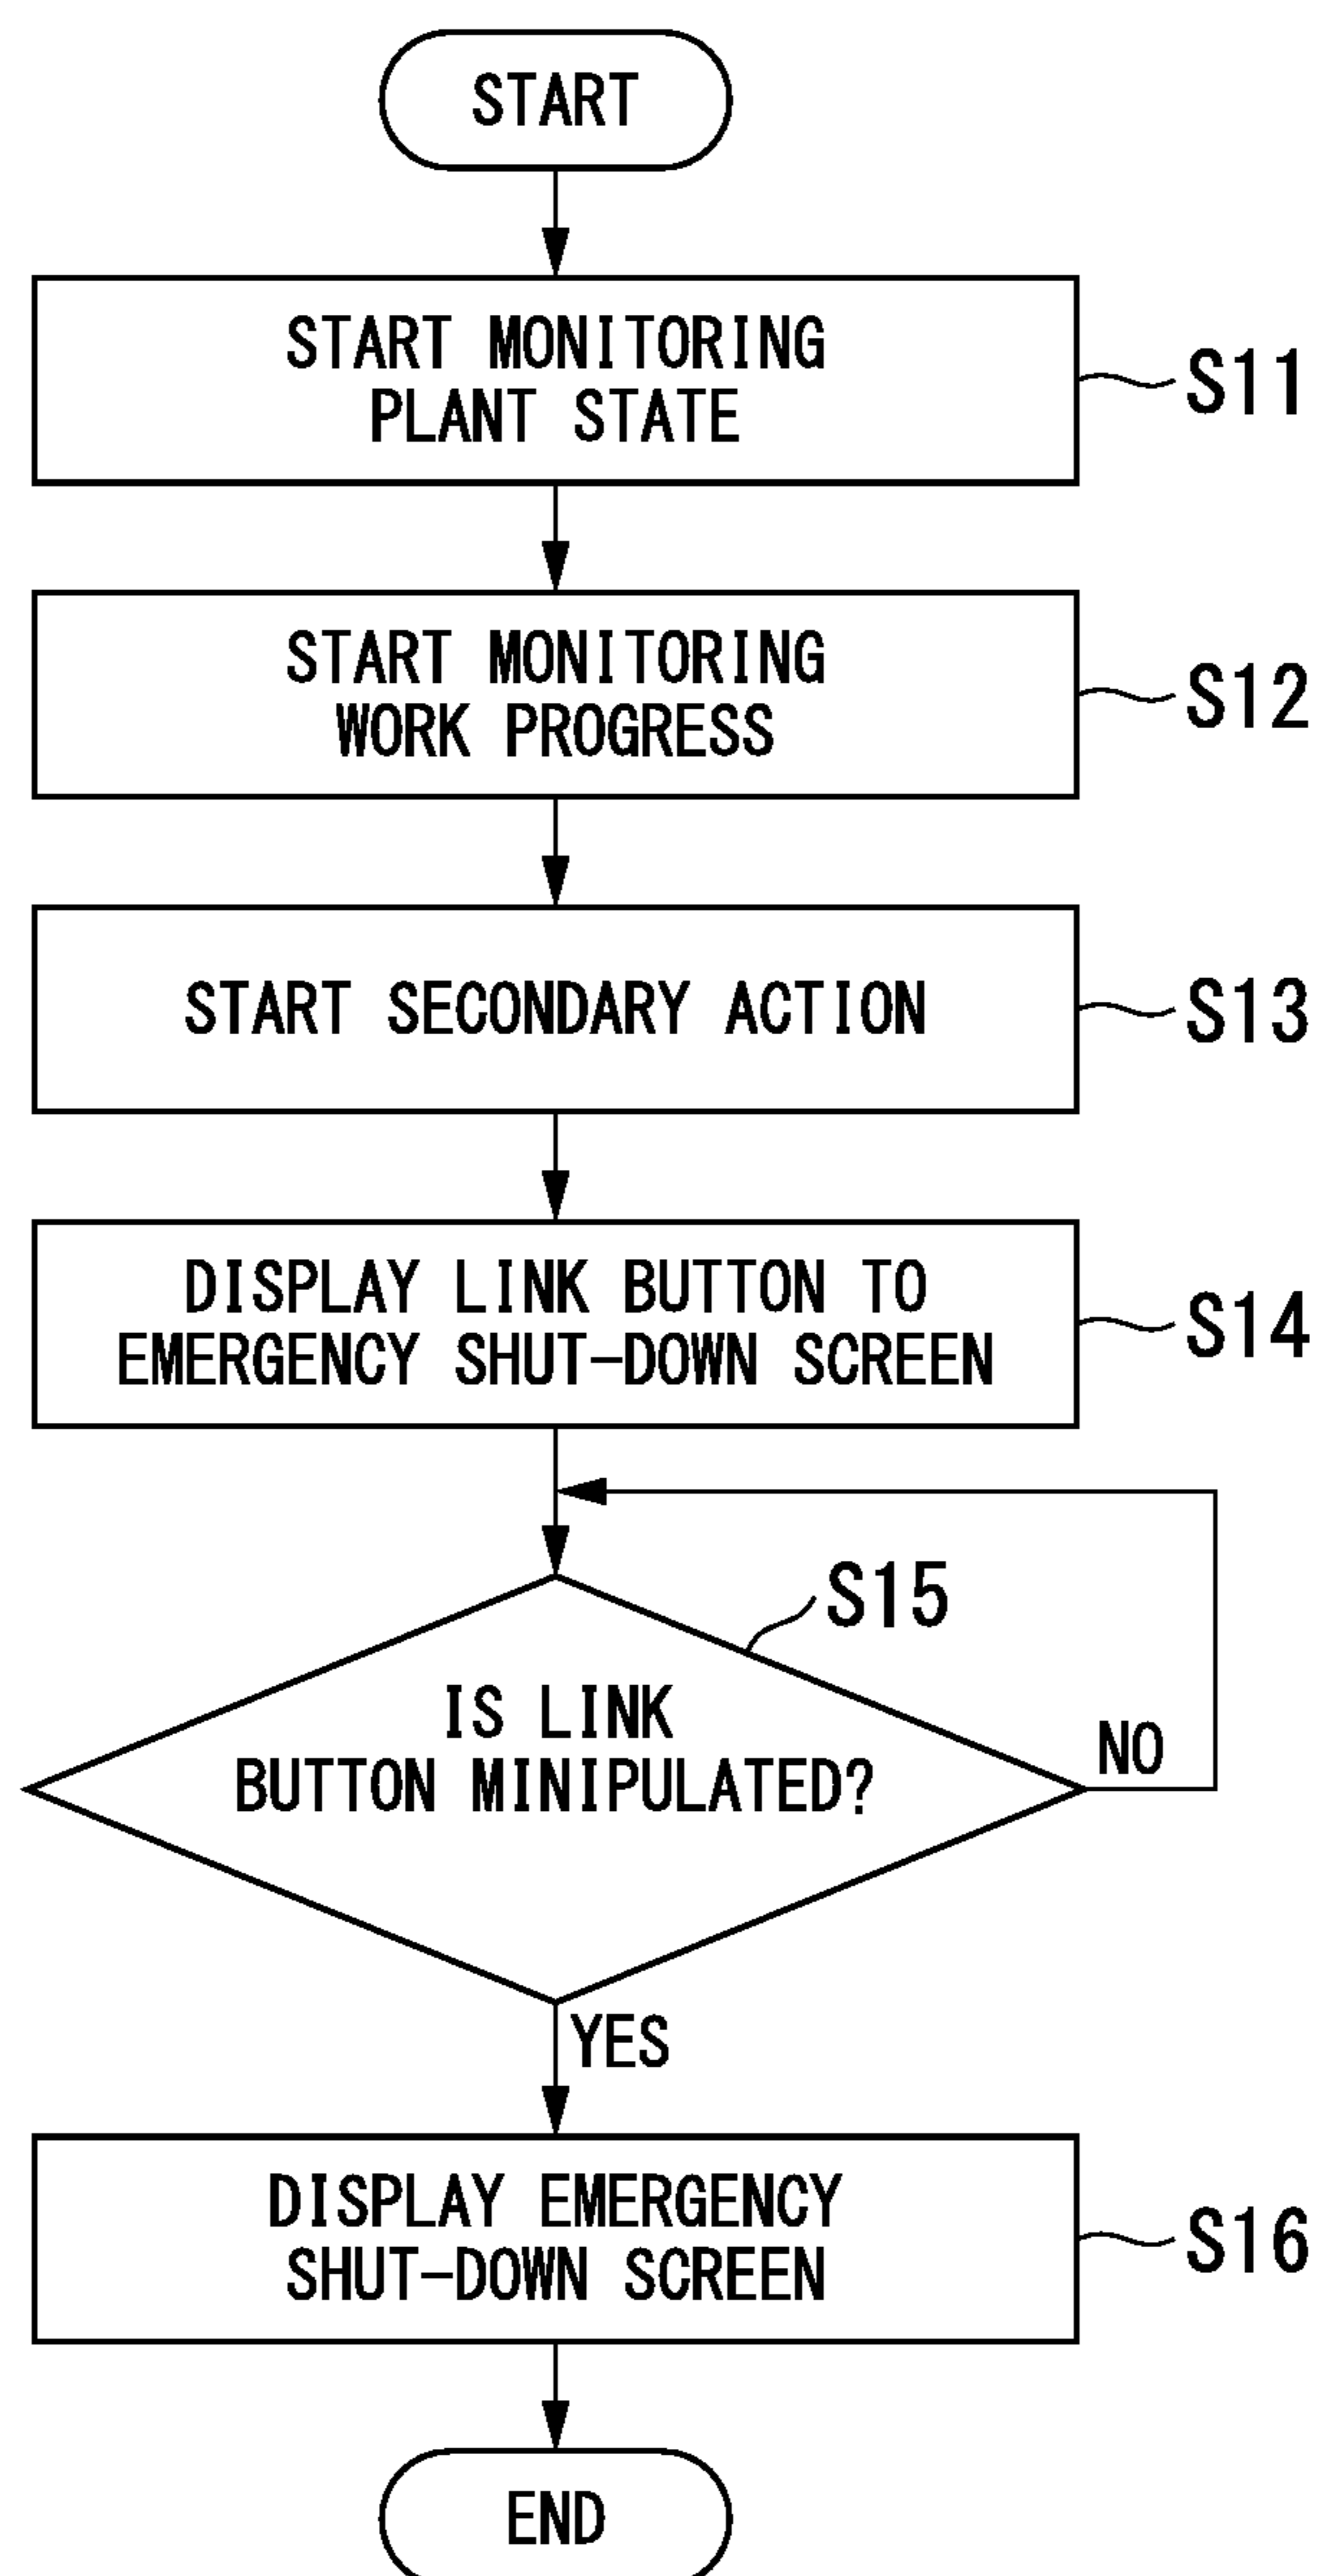 START
START MONITORING
PLANT STATE
S11
START MONITORING
WORK PROGRESS
S12
START SECONDARY ACTION
S13
DISPLAY LINK BUTTON TO
EMERGENCY SHUT-DOWN SCREEN
S14
S15
IS LINK
BUTTON MINIPULATED?
NO
YES
DISPLAY EMERGENCY
SHUT-DOWN SCREEN
S16
END